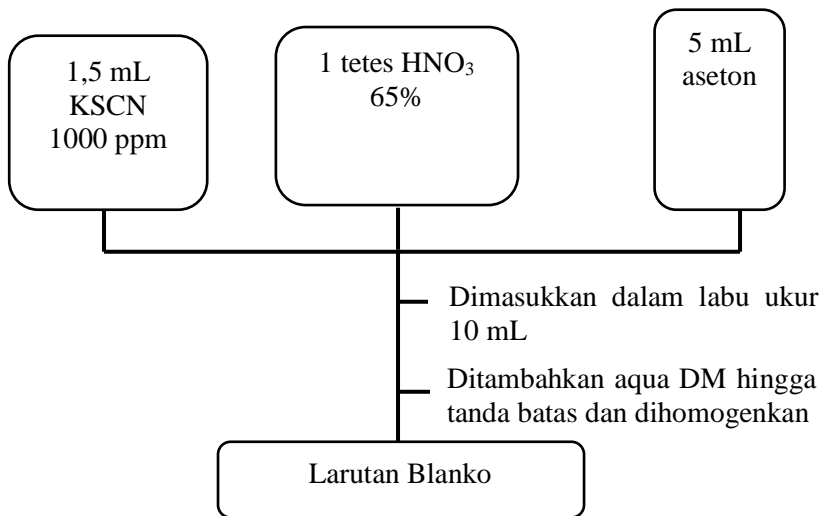 1,5 mL
KSCN
1000 ppm
1 tetes HNO₃
65%
5 mL
aseton
Dimasukkan dalam labu ukur
10 mL
Ditambahkan aqua DM hingga
tanda batas dan dihomogenkan
Larutan Blanko